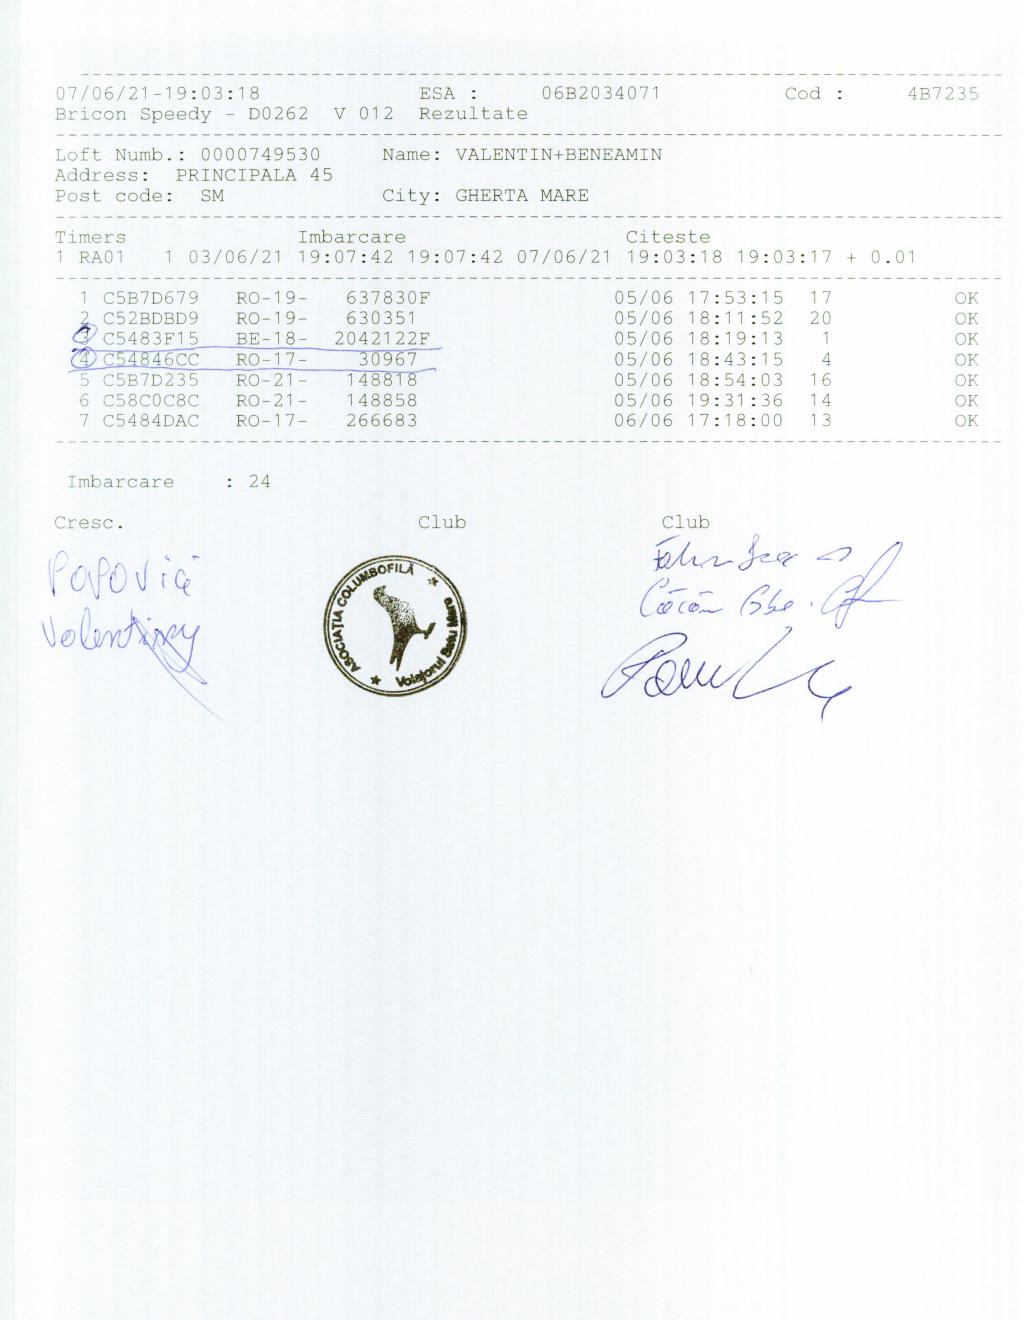 07/06/21-19:03:18 ESA : 06B2034071 Cod : 4B7235
Bricon Speedy - D0262 V 012 Rezultate
Loft Numb.: 0000749530 Name: VALENTIN+BENEAMIN
Address: PRINCIPALA 45
Post code: SM City: GHERTA MARE
Timers Imbarcare Citeste
1 RA01 1 03/06/21 19:07:42 19:07:42 07/06/21 19:03:18 19:03:17 + 0.01
1 C5B7D679 RO-19- 637830F 05/06 17:53:15 17 OK
2 C52BDBD9 RO-19- 630351 05/06 18:11:52 20 OK
3 C5483F15 BE-18- 2042122F 05/06 18:19:13 1 OK
4 C54846CC RO-17- 30967 05/06 18:43:15 4 OK
5 C5B7D235 RO-21- 148818 05/06 18:54:03 16 OK
6 C58C0C8C RO-21- 148858 05/06 19:31:36 14 OK
7 C5484DAC RO-17- 266683 06/06 17:18:00 13 OK
Imbarcare : 24
Cresc. Club Club
Popovici
Valentin
ASOCIAȚIA COLUMBOFILĂ
Voiajorul Satu Mare